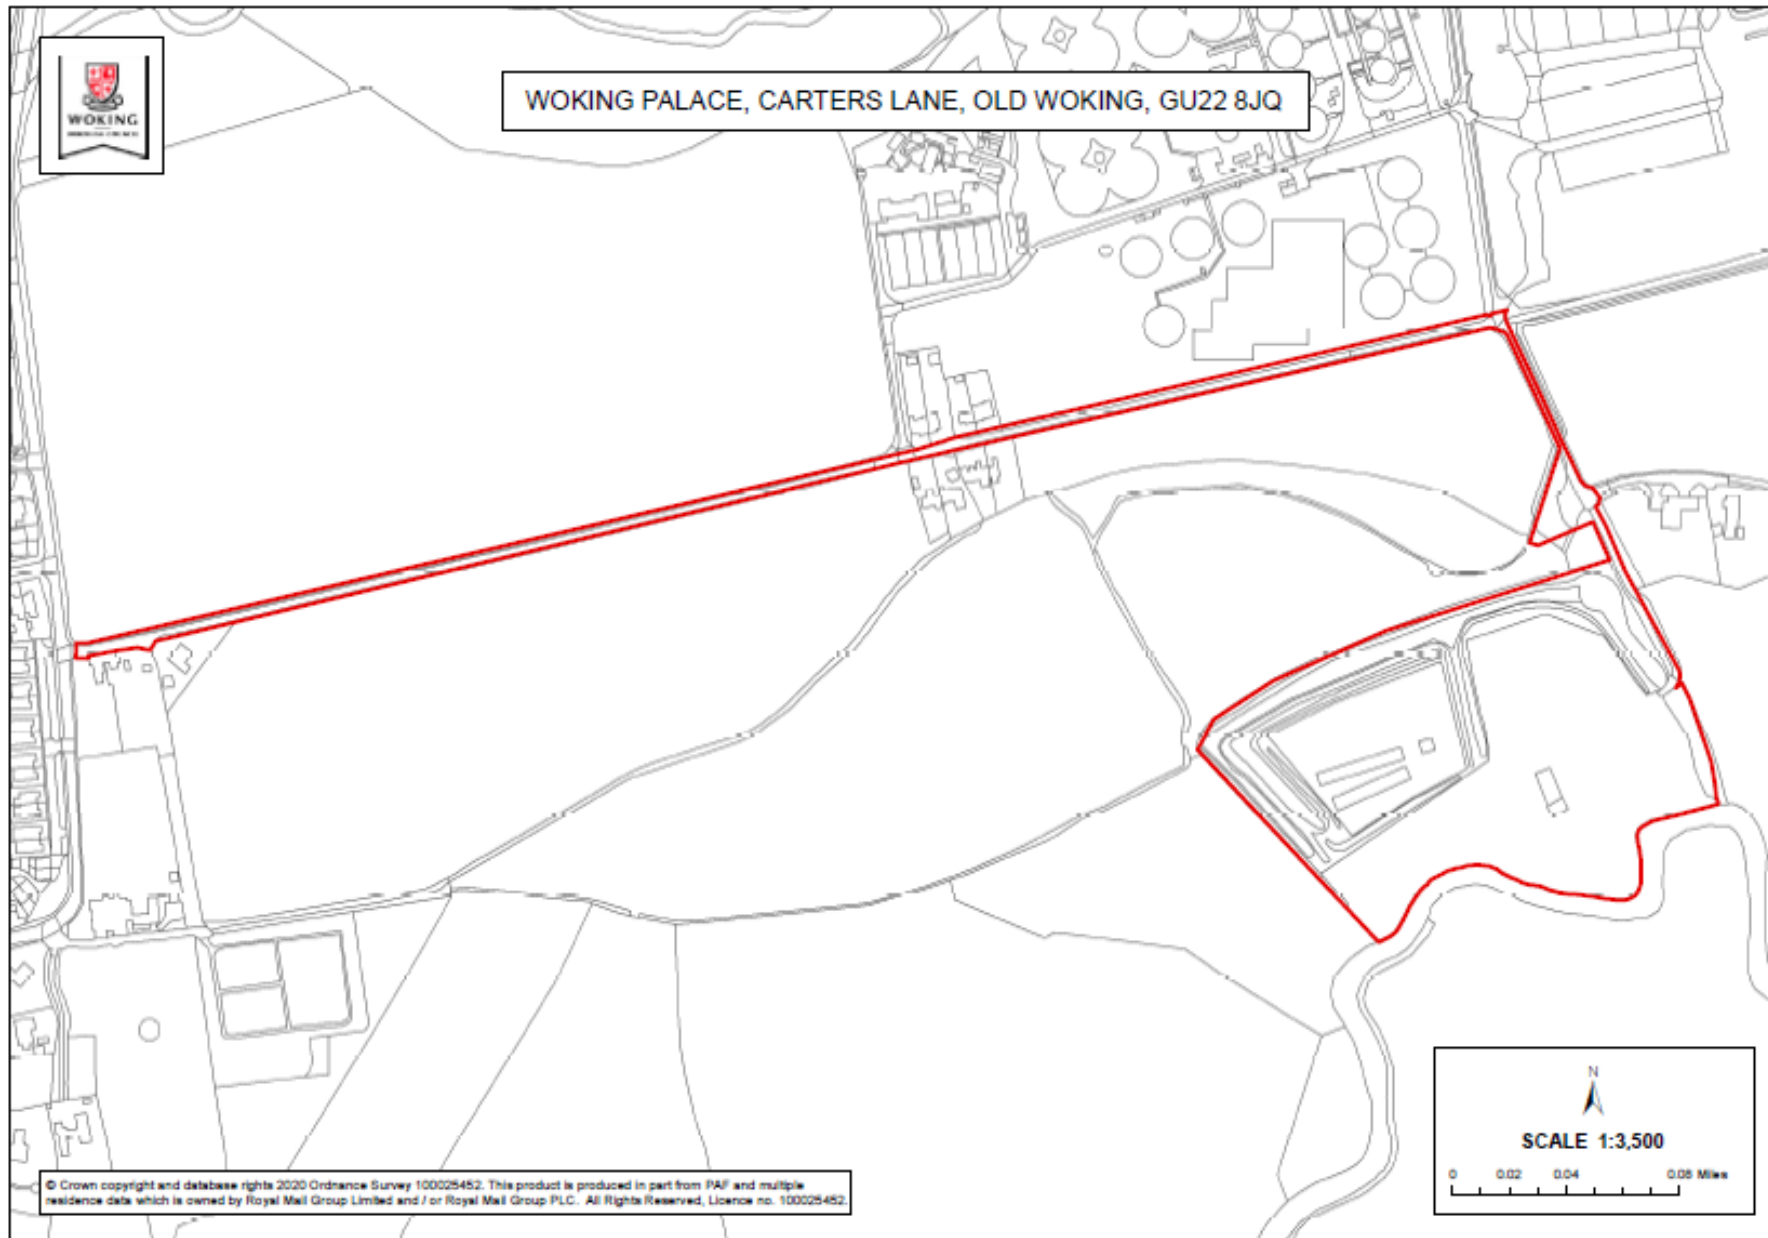 WOKING
WOKING PALACE, CARTERS LANE, OLD WOKING, GU22 8JQ
N
SCALE 1:3,500
0 0.02 0.04 0.08 Miles
© Crown copyright and database rights 2020 Ordnance Survey 100025452. This product is produced in part from PAF and multiple
residence data which is owned by Royal Mail Group Limited and / or Royal Mail Group PLC. All Rights Reserved, Licence no. 100025452.